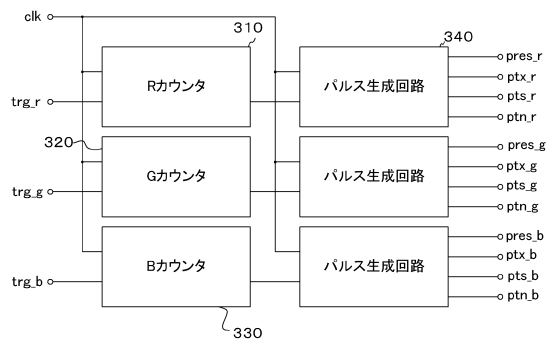 clk
310
340
Rカウンタ
パルス生成回路
pres_r
ptx_r
pts_r
ptn_r
trg_r
320
Gカウンタ
パルス生成回路
pres_g
ptx_g
pts_g
ptn_g
trg_g
Bカウンタ
パルス生成回路
pres_b
ptx_b
pts_b
ptn_b
trg_b
330